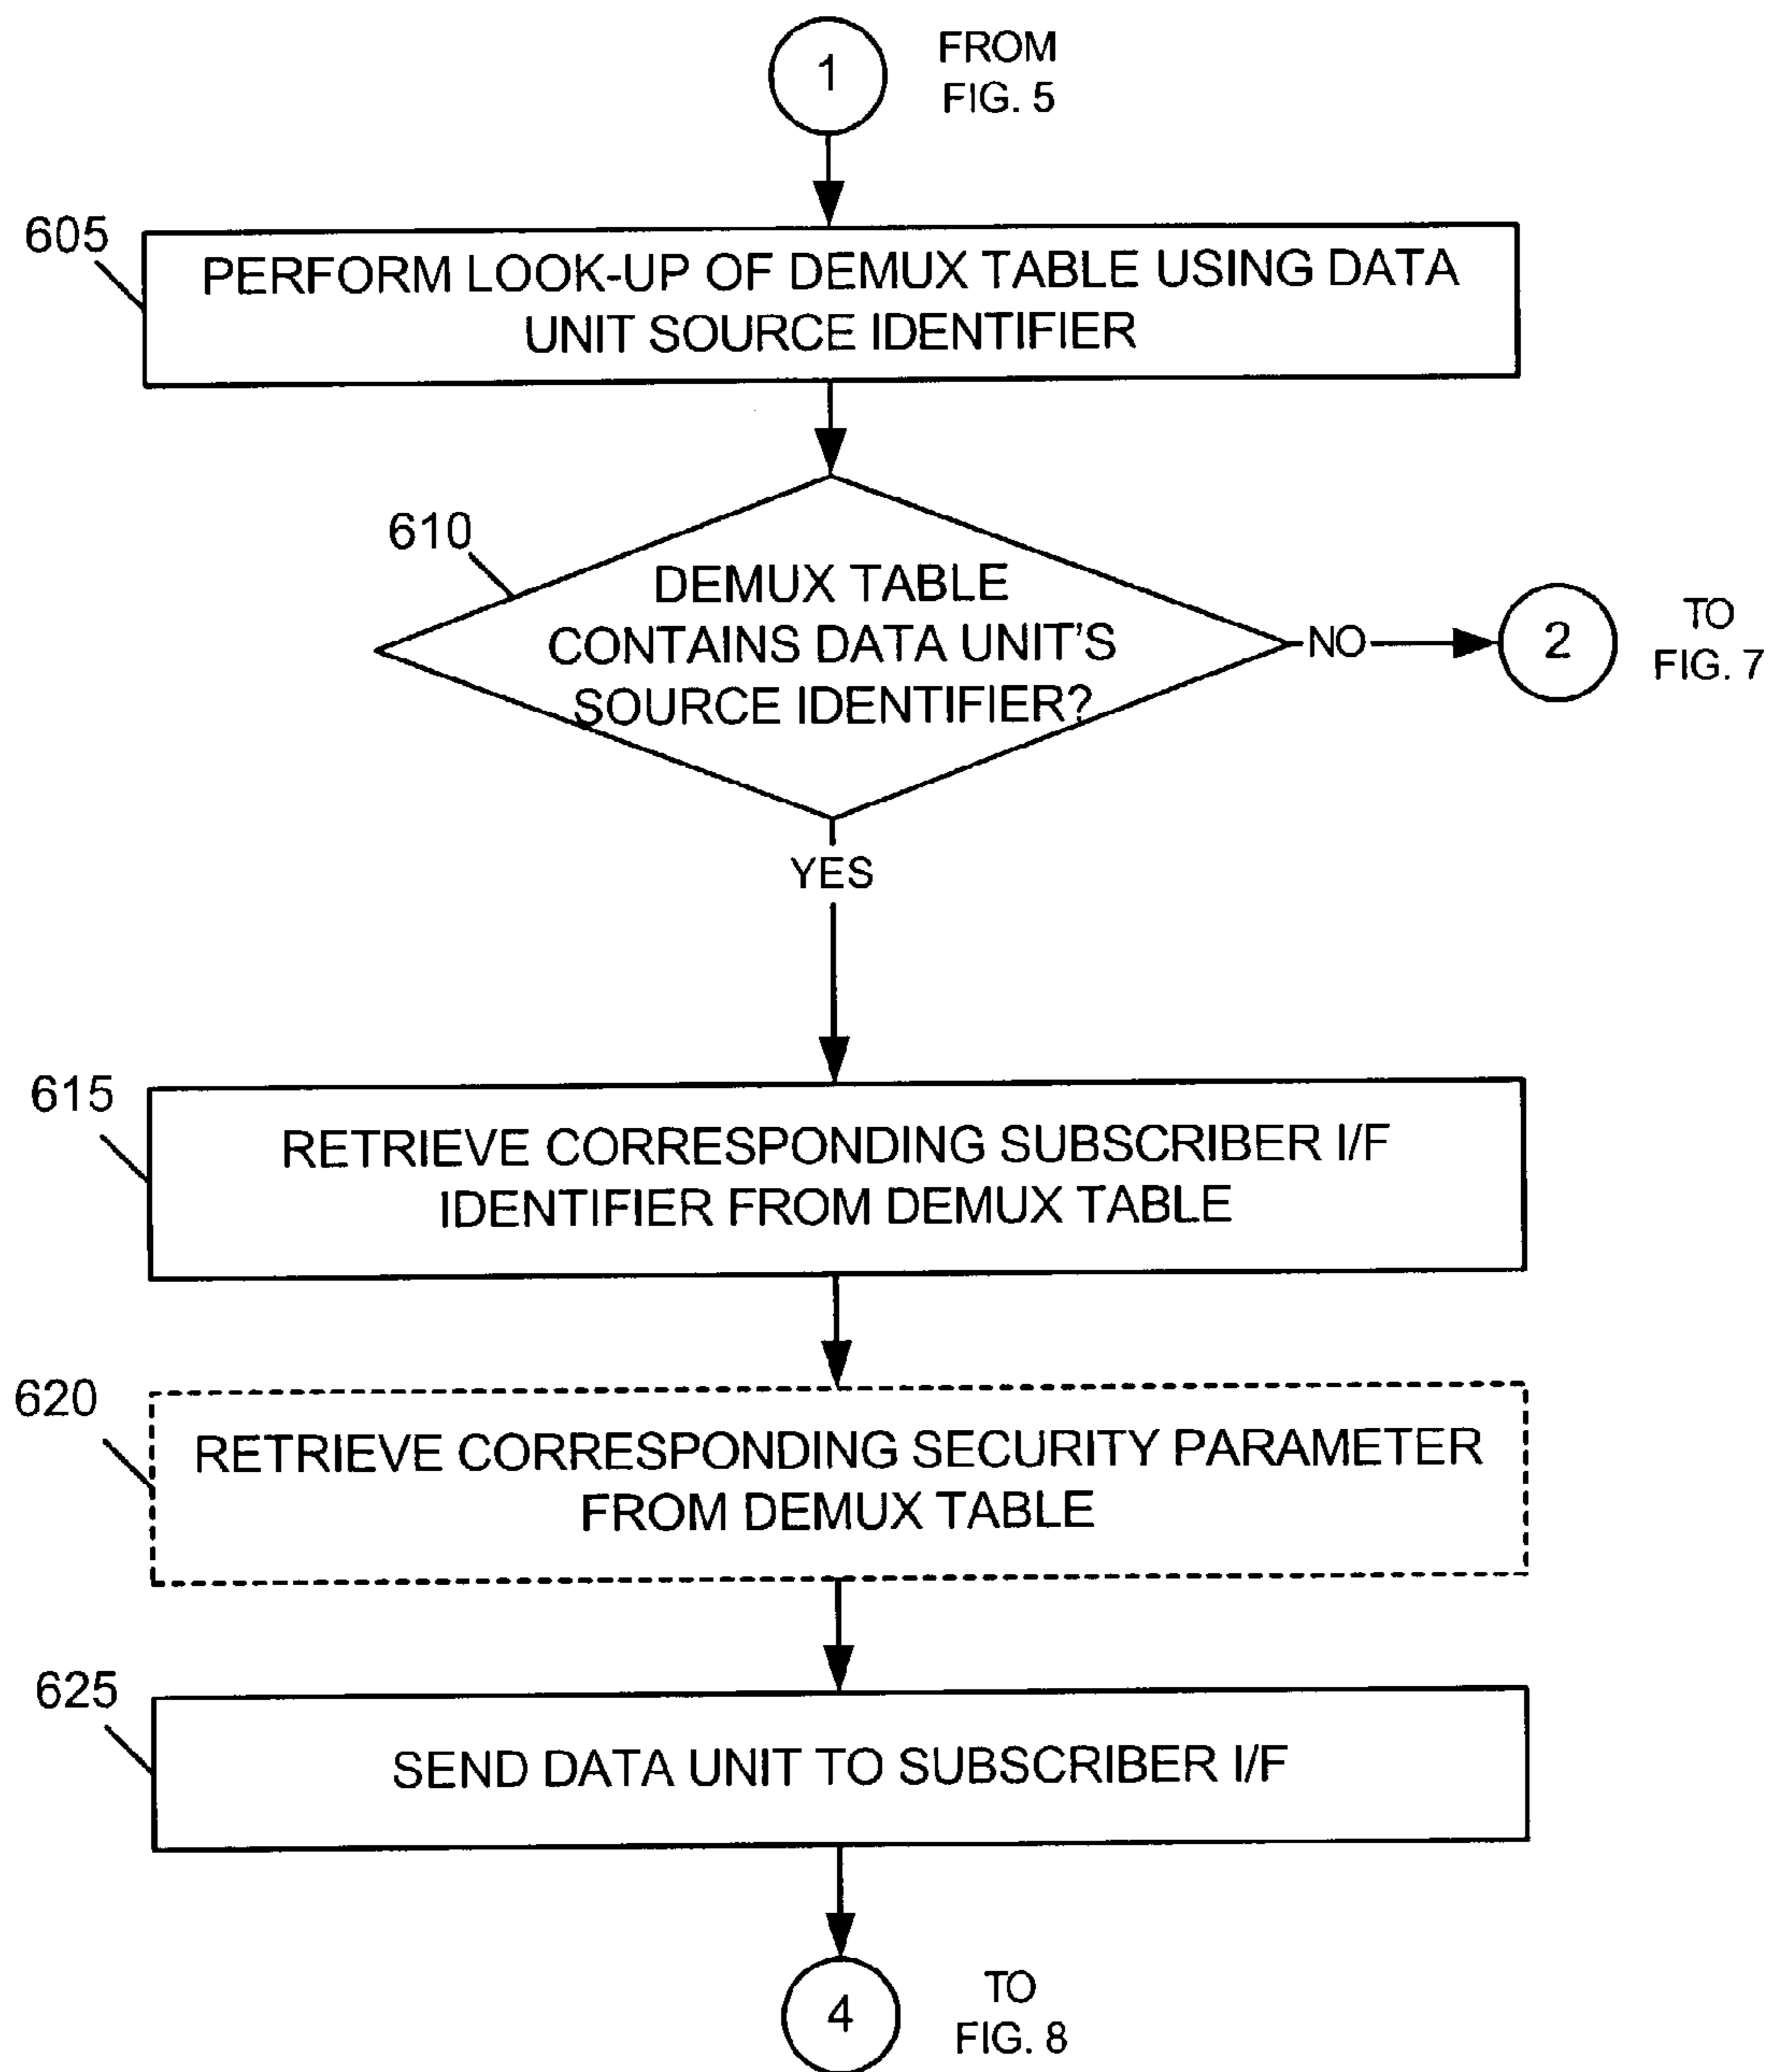 1
FROM
FIG. 5
605
PERFORM LOOK-UP OF DEMUX TABLE USING DATA
UNIT SOURCE IDENTIFIER
610
DEMUX TABLE
CONTAINS DATA UNIT'S
SOURCE IDENTIFIER?
NO
2
TO
FIG. 7
YES
615
RETRIEVE CORRESPONDING SUBSCRIBER I/F
IDENTIFIER FROM DEMUX TABLE
620
RETRIEVE CORRESPONDING SECURITY PARAMETER
FROM DEMUX TABLE
625
SEND DATA UNIT TO SUBSCRIBER I/F
4
TO
FIG. 8